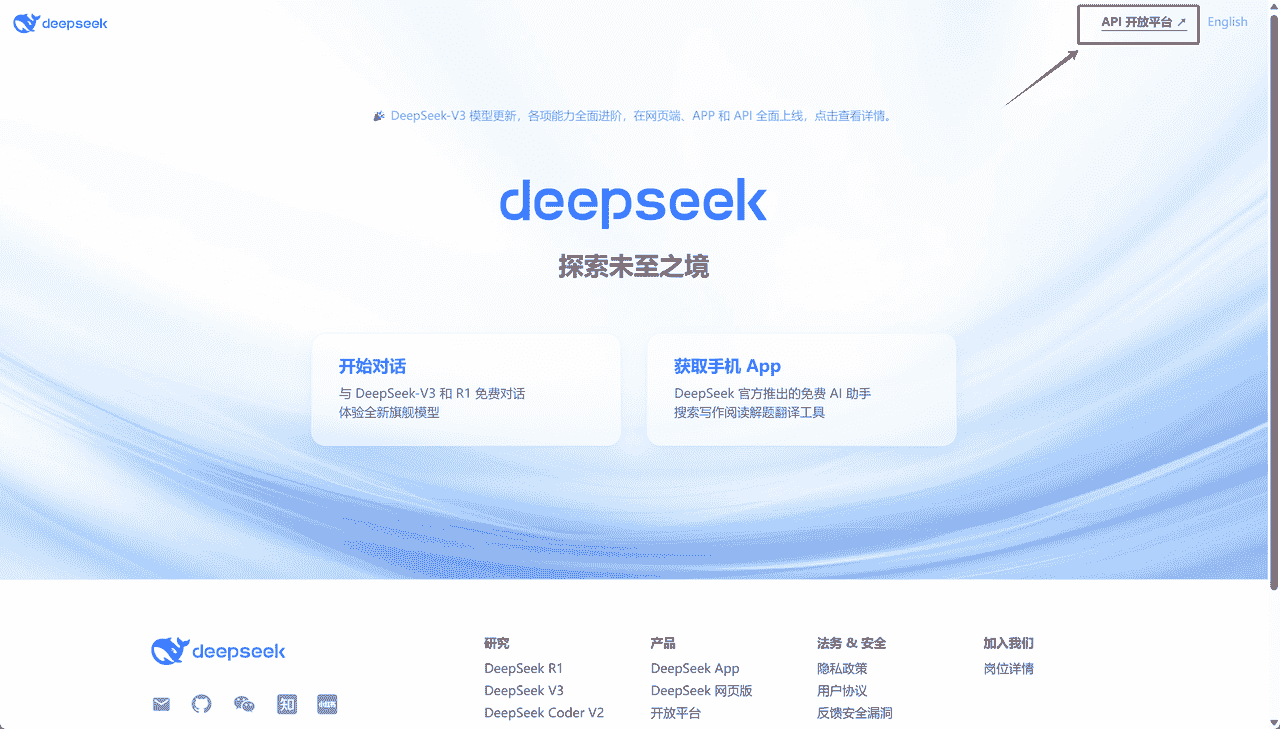 deepseek
API 开放平台 ↗
English
DeepSeek-V3 模型更新，各项能力全面进阶，在网页端、APP 和 API 全面上线，点击查看详情。
deepseek
探索未至之境
开始对话
与 DeepSeek-V3 和 R1 免费对话
体验全新旗舰模型
获取手机 App
DeepSeek 官方推出的免费 AI 助手
搜索写作阅读解题翻译工具
deepseek
知
小红书
研究
DeepSeek R1
DeepSeek V3
DeepSeek Coder V2
产品
DeepSeek App
DeepSeek 网页版
开放平台
法务 & 安全
隐私政策
用户协议
反馈安全漏洞
加入我们
岗位详情